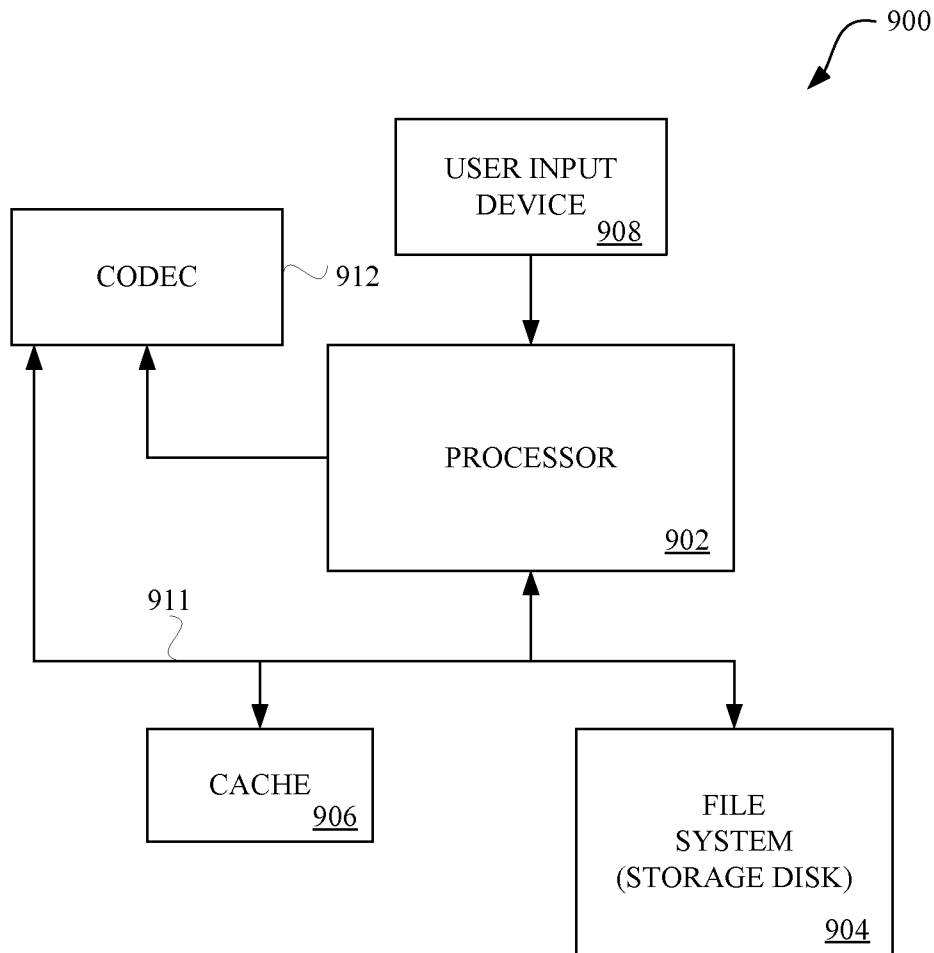 900
USER INPUT
DEVICE
908
CODEC
912
PROCESSOR
902
911
CACHE
906
FILE
SYSTEM
(STORAGE DISK)
904